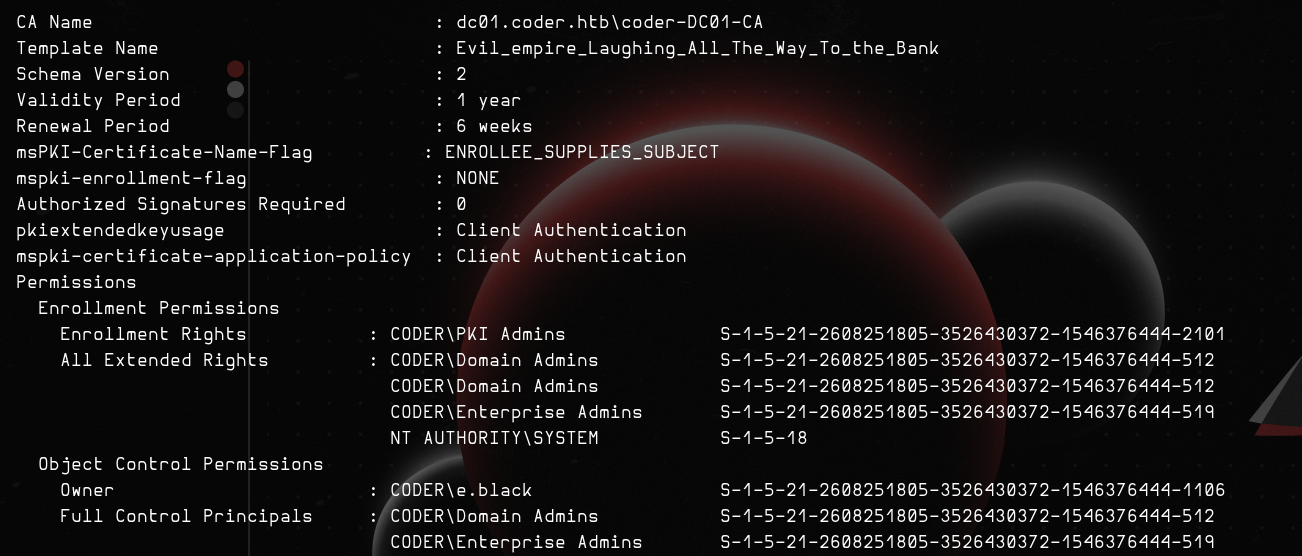 CA Name : dc01.coder.htb\coder-DC01-CA
Template Name : Evil_empire_Laughing_All_The_Way_To_the_Bank
Schema Version : 2
Validity Period : 1 year
Renewal Period : 6 weeks
msPKI-Certificate-Name-Flag : ENROLLEE_SUPPLIES_SUBJECT
mspki-enrollment-flag : NONE
Authorized Signatures Required : 0
pkiextendedkeyusage : Client Authentication
mspki-certificate-application-policy : Client Authentication
Permissions
Enrollment Permissions
Enrollment Rights : CODER\PKI Admins S-1-5-21-2608251805-3526430372-1546376444-2101
All Extended Rights : CODER\Domain Admins S-1-5-21-2608251805-3526430372-1546376444-512
CODER\Domain Admins S-1-5-21-2608251805-3526430372-1546376444-512
CODER\Enterprise Admins S-1-5-21-2608251805-3526430372-1546376444-519
NT AUTHORITY\SYSTEM S-1-5-18
Object Control Permissions
Owner : CODER\e.black S-1-5-21-2608251805-3526430372-1546376444-1106
Full Control Principals : CODER\Domain Admins S-1-5-21-2608251805-3526430372-1546376444-512
CODER\Enterprise Admins S-1-5-21-2608251805-3526430372-1546376444-519